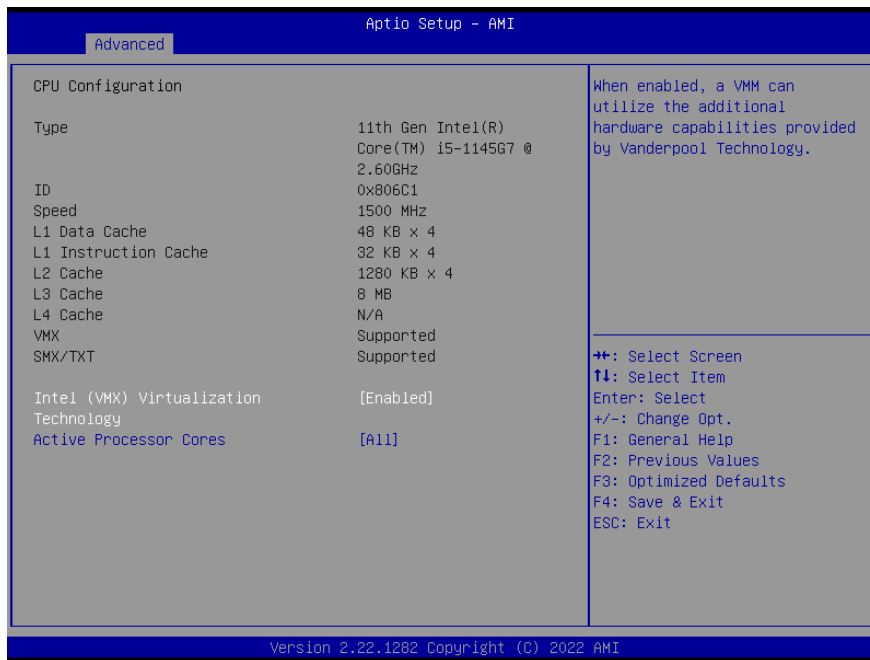 Aptio Setup - AMI
Advanced
CPU Configuration
Type 11th Gen Intel(R)
Core(TM) i5-1145G7 @
2.60GHz
ID 0x806C1
Speed 1500 MHz
L1 Data Cache 48 KB x 4
L1 Instruction Cache 32 KB x 4
L2 Cache 1280 KB x 4
L3 Cache 8 MB
L4 Cache N/A
VMX Supported
SMX/TXT Supported
Intel (VMX) Virtualization [Enabled]
Technology
Active Processor Cores [All]
When enabled, a VMM can
utilize the additional
hardware capabilities provided
by Vanderpool Technology.
→←: Select Screen
↑↓: Select Item
Enter: Select
+/-: Change Opt.
F1: General Help
F2: Previous Values
F3: Optimized Defaults
F4: Save & Exit
ESC: Exit
Version 2.22.1282 Copyright (C) 2022 AMI